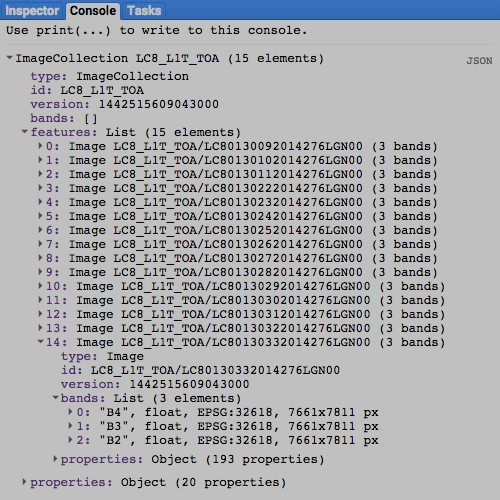 Inspector Console Tasks
Use print(...) to write to this console.
ImageCollection LC8_L1T_TOA (15 elements) JSON
type: ImageCollection
id: LC8_L1T_TOA
version: 1442515609043000
bands: []
features: List (15 elements)
0: Image LC8_L1T_TOA/LC80130092014276LGN00 (3 bands)
1: Image LC8_L1T_TOA/LC80130102014276LGN00 (3 bands)
2: Image LC8_L1T_TOA/LC80130112014276LGN00 (3 bands)
3: Image LC8_L1T_TOA/LC80130222014276LGN00 (3 bands)
4: Image LC8_L1T_TOA/LC80130232014276LGN00 (3 bands)
5: Image LC8_L1T_TOA/LC80130242014276LGN00 (3 bands)
6: Image LC8_L1T_TOA/LC80130252014276LGN00 (3 bands)
7: Image LC8_L1T_TOA/LC80130262014276LGN00 (3 bands)
8: Image LC8_L1T_TOA/LC80130272014276LGN00 (3 bands)
9: Image LC8_L1T_TOA/LC80130282014276LGN00 (3 bands)
10: Image LC8_L1T_TOA/LC80130292014276LGN00 (3 bands)
11: Image LC8_L1T_TOA/LC80130302014276LGN00 (3 bands)
12: Image LC8_L1T_TOA/LC80130312014276LGN00 (3 bands)
13: Image LC8_L1T_TOA/LC80130322014276LGN00 (3 bands)
14: Image LC8_L1T_TOA/LC80130332014276LGN00 (3 bands)
type: Image
id: LC8_L1T_TOA/LC80130332014276LGN00
version: 1442515609043000
bands: List (3 elements)
0: "B4", float, EPSG:32618, 7661x7811 px
1: "B3", float, EPSG:32618, 7661x7811 px
2: "B2", float, EPSG:32618, 7661x7811 px
properties: Object (193 properties)
properties: Object (20 properties)